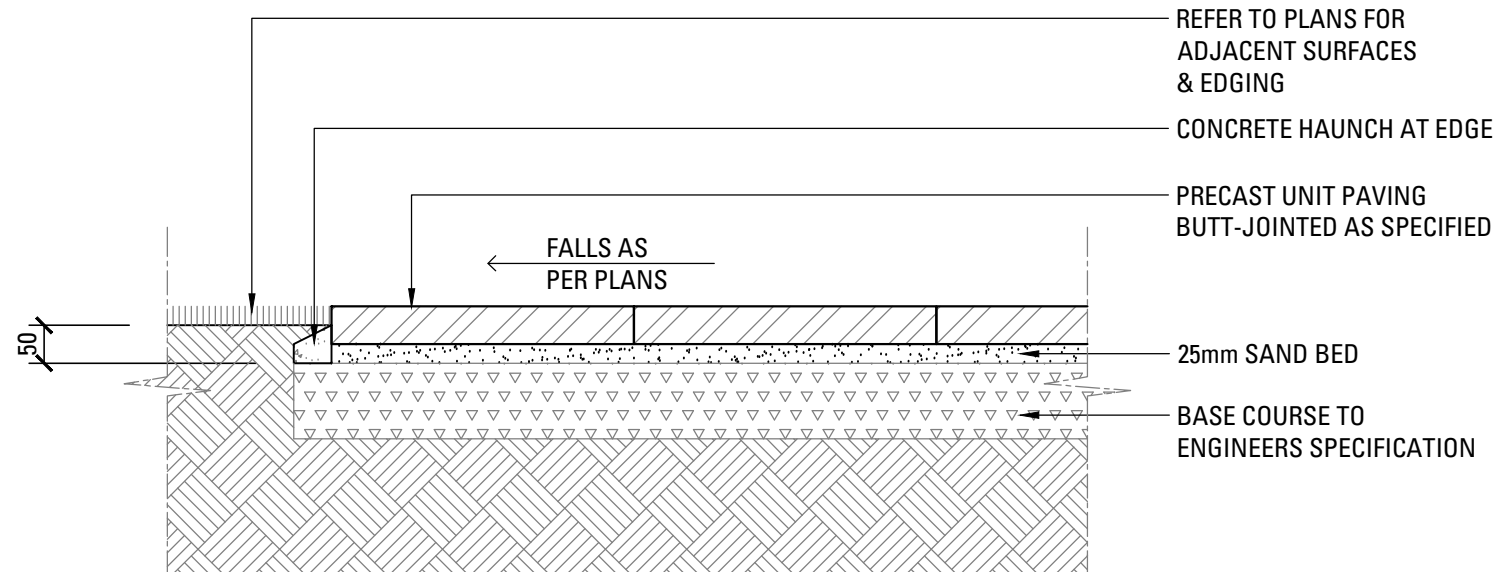 REFER TO PLANS FOR
ADJACENT SURFACES
& EDGING
CONCRETE HAUNCH AT EDGE
PRECAST UNIT PAVING
BUTT-JOINTED AS SPECIFIED
FALLS AS
PER PLANS
50
25mm SAND BED
BASE COURSE TO
ENGINEERS SPECIFICATION